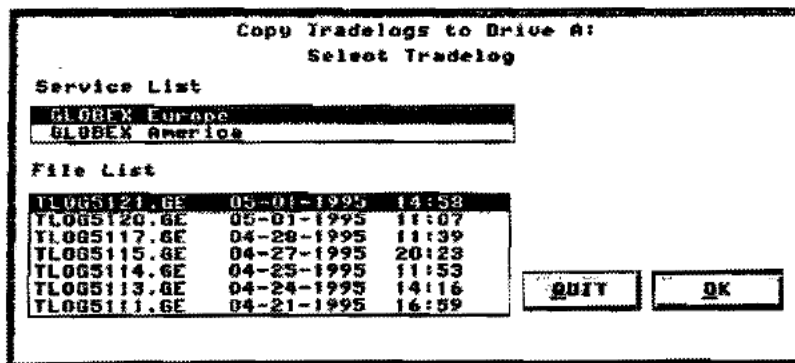 Copy Tradelogs to Drive A:
Select Tradelog
Service List
GLOBEX Europe
GLOBEX America
File List
TLOG5121.GE 05-01-1995 14:58
TLOG5120.GE 05-01-1995 11:07
TLOG5117.GE 04-28-1995 11:39
TLOG5115.GE 04-27-1995 20:23
TLOG5114.GE 04-25-1995 11:53
TLOG5113.GE 04-24-1995 14:16
TLOG5111.GE 04-21-1995 16:59
QUIT OK